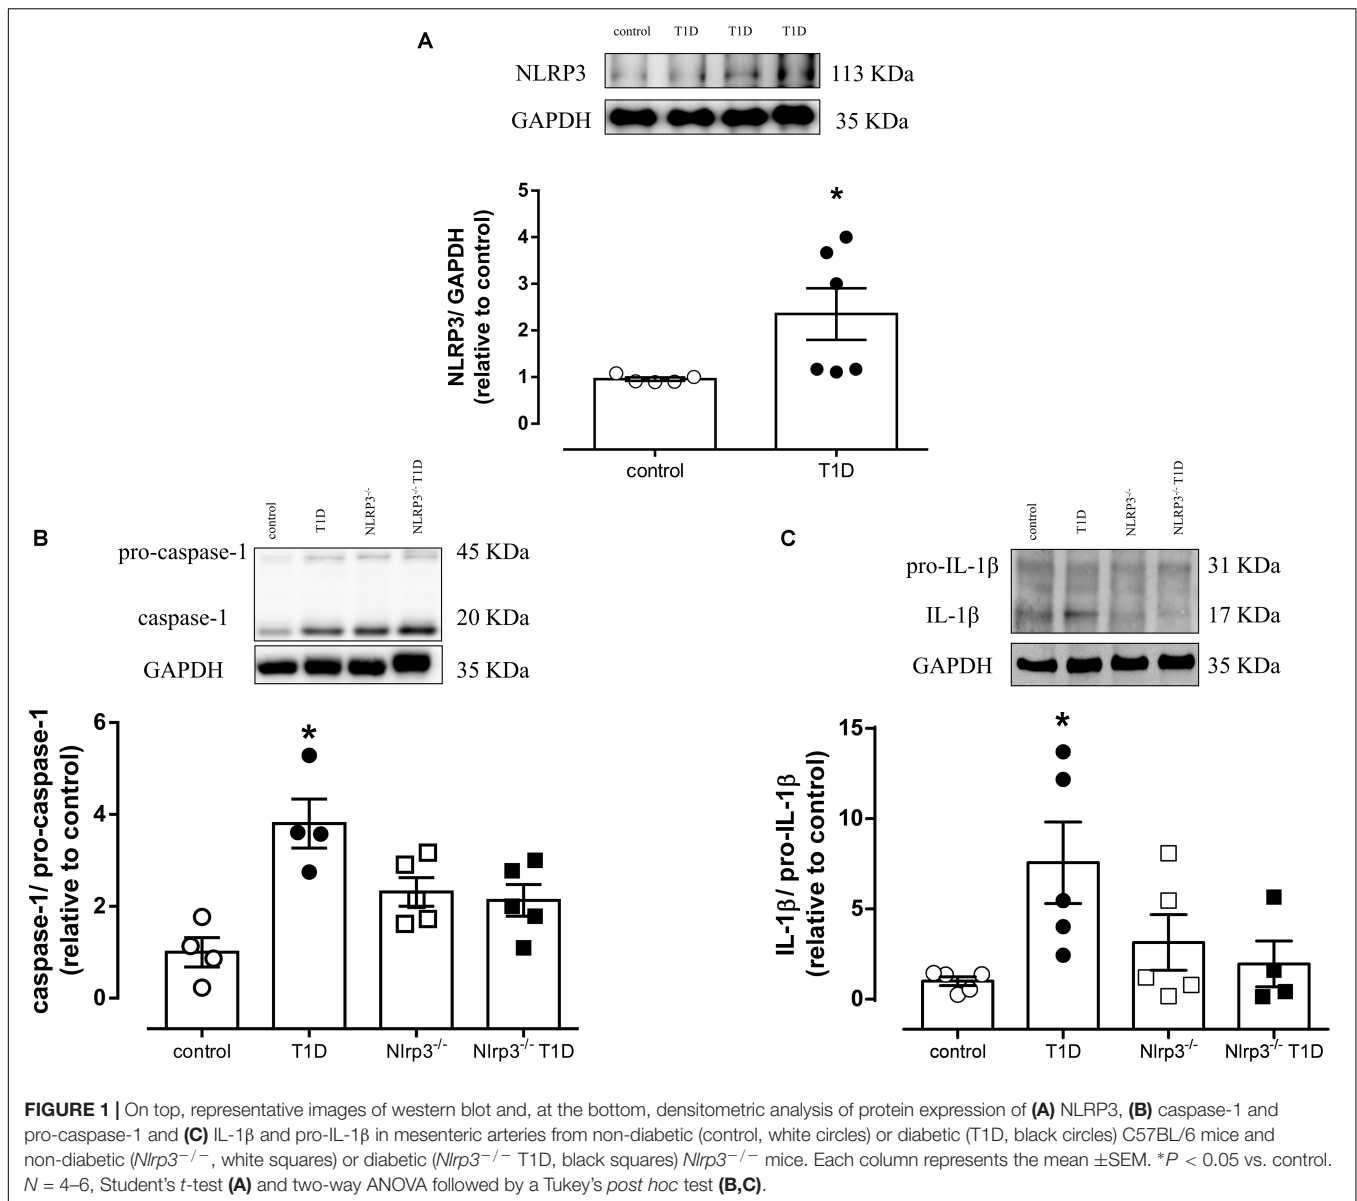 A
control T1D T1D T1D
NLRP3 113 KDa
GAPDH 35 KDa
NLRP3/ GAPDH
(relative to control)
5
4
3
2
1
0
*
control T1D
B
control T1D NLRP3-/- NLRP3-/- T1D
pro-caspase-1 45 KDa
caspase-1 20 KDa
GAPDH 35 KDa
caspase-1/ pro-caspase-1
(relative to control)
6
4
2
0
*
control T1D Nlrp3-/- Nlrp3-/- T1D
C
control T1D NLRP3-/- NLRP3-/- T1D
pro-IL-1β 31 KDa
IL-1β 17 KDa
GAPDH 35 KDa
IL-1β/ pro-IL-1β
(relative to control)
15
10
5
0
*
control T1D Nlrp3-/- Nlrp3-/- T1D
FIGURE 1 | On top, representative images of western blot and, at the bottom, densitometric analysis of protein expression of (A) NLRP3, (B) caspase-1 and
pro-caspase-1 and (C) IL-1β and pro-IL-1β in mesenteric arteries from non-diabetic (control, white circles) or diabetic (T1D, black circles) C57BL/6 mice and
non-diabetic (Nlrp3−/−, white squares) or diabetic (Nlrp3−/− T1D, black squares) Nlrp3−/− mice. Each column represents the mean ±SEM. *P < 0.05 vs. control.
N = 4–6, Student's t-test (A) and two-way ANOVA followed by a Tukey's post hoc test (B,C).